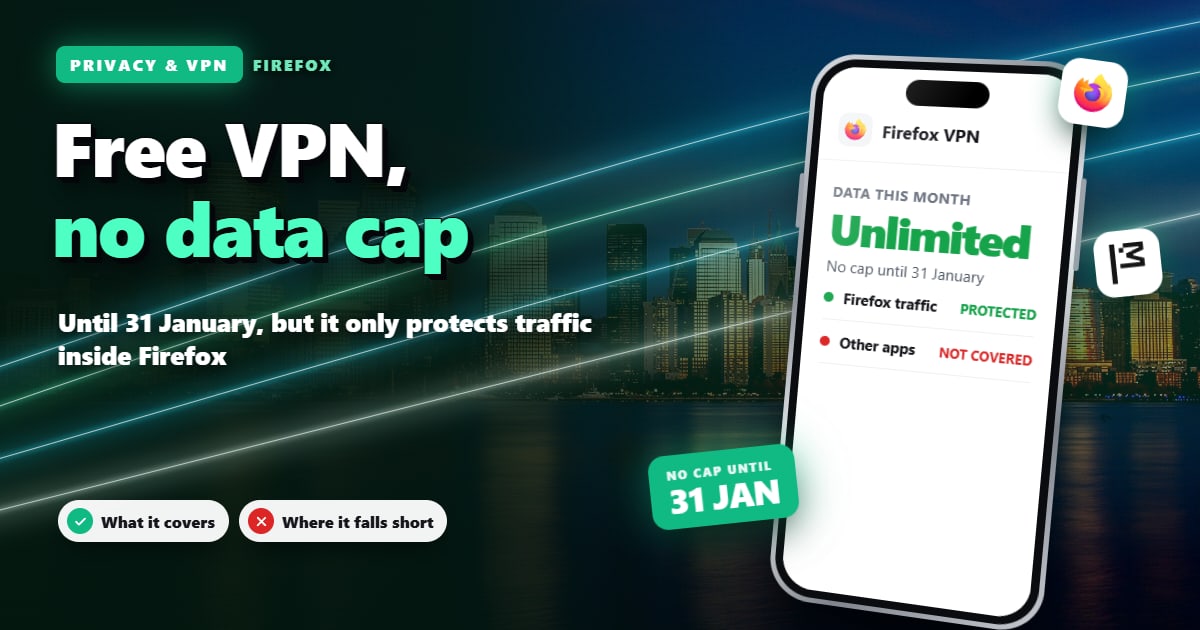 PRIVACY & VPN FIREFOX
Free VPN,
no data cap
Until 31 January, but it only protects traffic
inside Firefox
What it covers
Where it falls short
Firefox VPN
DATA THIS MONTH
Unlimited
No cap until 31 January
Firefox traffic PROTECTED
Other apps NOT COVERED
NO CAP UNTIL
31 JAN
M